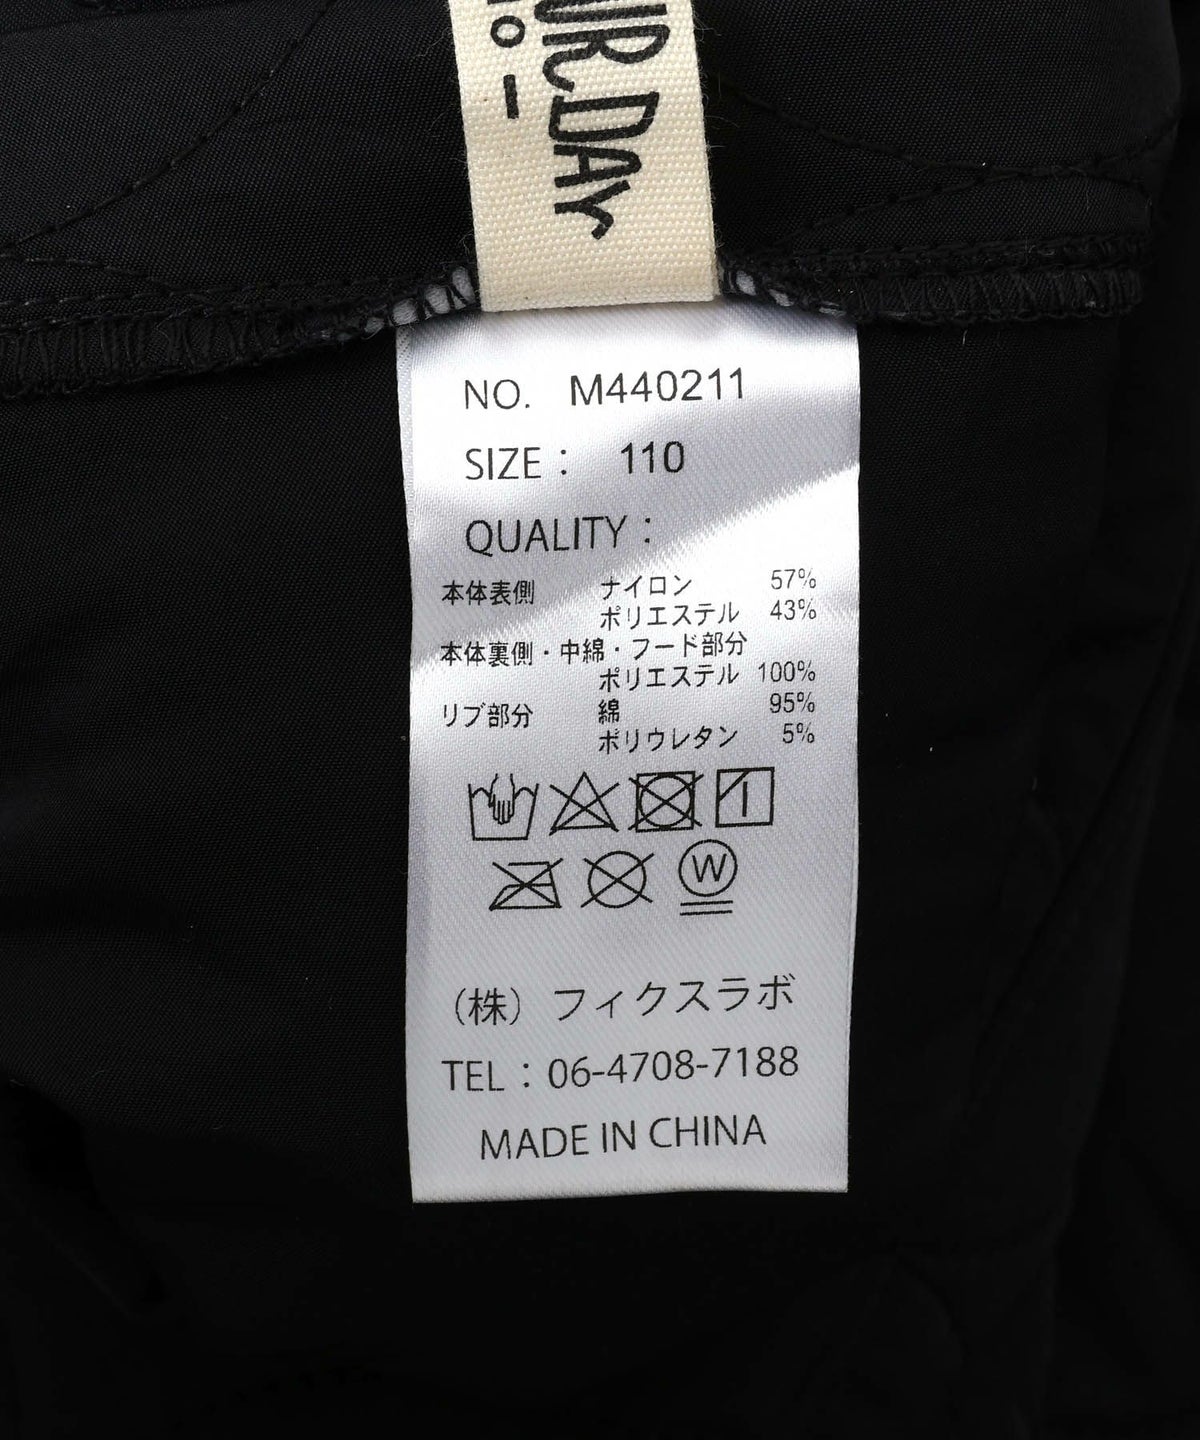 DAY
NO. M440211
SIZE： 110
QUALITY：
本体表側 ナイロン 57%
ポリエステル 43%
本体裏側・中綿・フード部分
ポリエステル 100%
リブ部分 綿 95%
ポリウレタン 5%
W
（株）フィクスラボ
TEL：06-4708-7188
MADE IN CHINA